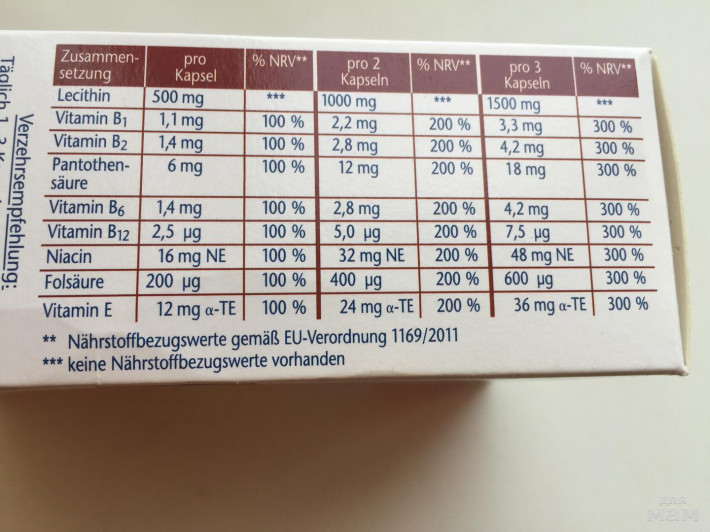 Zusammen-
setzung
pro
Kapsel
% NRV**
pro 2
Kapseln
% NRV**
pro 3
Kapseln
% NRV**
Lecithin 500 mg *** 1000 mg *** 1500 mg ***
Vitamin B1 1,1 mg 100 % 2,2 mg 200 % 3,3 mg 300 %
Vitamin B2 1,4 mg 100 % 2,8 mg 200 % 4,2 mg 300 %
Pantothen- 6 mg 100 % 12 mg 200 % 18 mg 300 %
säure
Vitamin B6 1,4 mg 100 % 2,8 mg 200 % 4,2 mg 300 %
Vitamin B12 2,5 µg 100 % 5,0 µg 200 % 7,5 µg 300 %
Niacin 16 mg NE 100 % 32 mg NE 200 % 48 mg NE 300 %
Folsäure 200 µg 100 % 400 µg 200 % 600 µg 300 %
Vitamin E 12 mg α-TE 100 % 24 mg α-TE 200 % 36 mg α-TE 300 %
** Nährstoffbezugswerte gemäß EU-Verordnung 1169/2011
*** keine Nährstoffbezugswerte vorhanden
Verzehrsempfehlung:
Täglich 1
для
мам